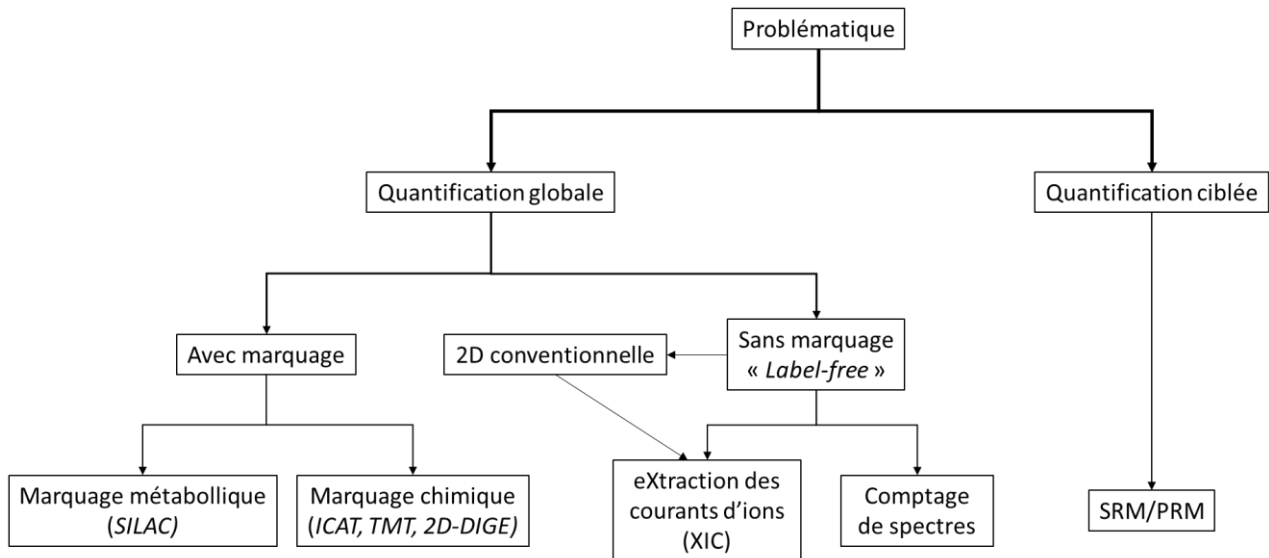 Problématique
Quantification globale
Quantification ciblée
Avec marquage
2D conventionnelle
Sans marquage
« Label-free »
Marquage métabollique
(SILAC)
Marquage chimique
(ICAT, TMT, 2D-DIGE)
eXtraction des
courants d’ions
(XIC)
Comptage
de spectres
SRM/PRM